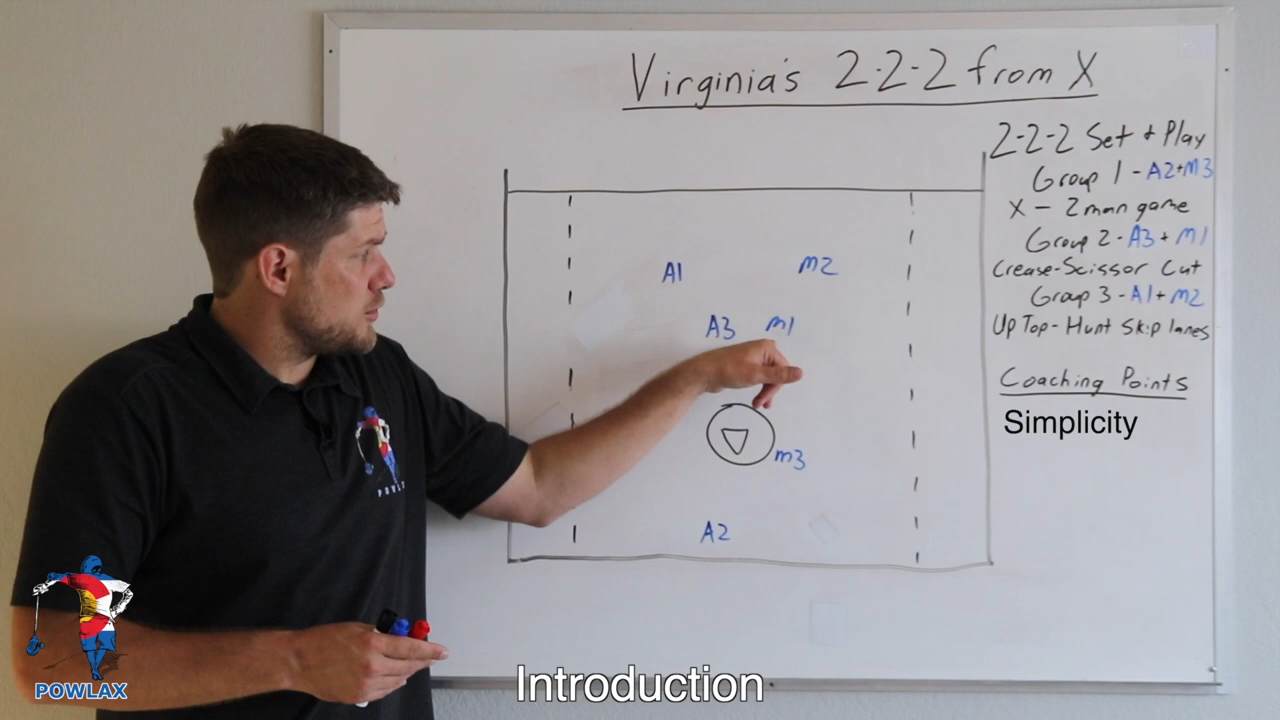 Virginia's 2-2-2 from X
2-2-2 Set + Play
Group 1 - A2+M3
X - 2 man game
Group 2 - A3 + M1
Crease-Scissor Cut
Group 3 - A1+M2
Up Top - Hunt Skip lanes
Coaching Points
Simplicity
A1 M2
A3 M1
M3
A2
POWLAX
POWLAX
Introduction